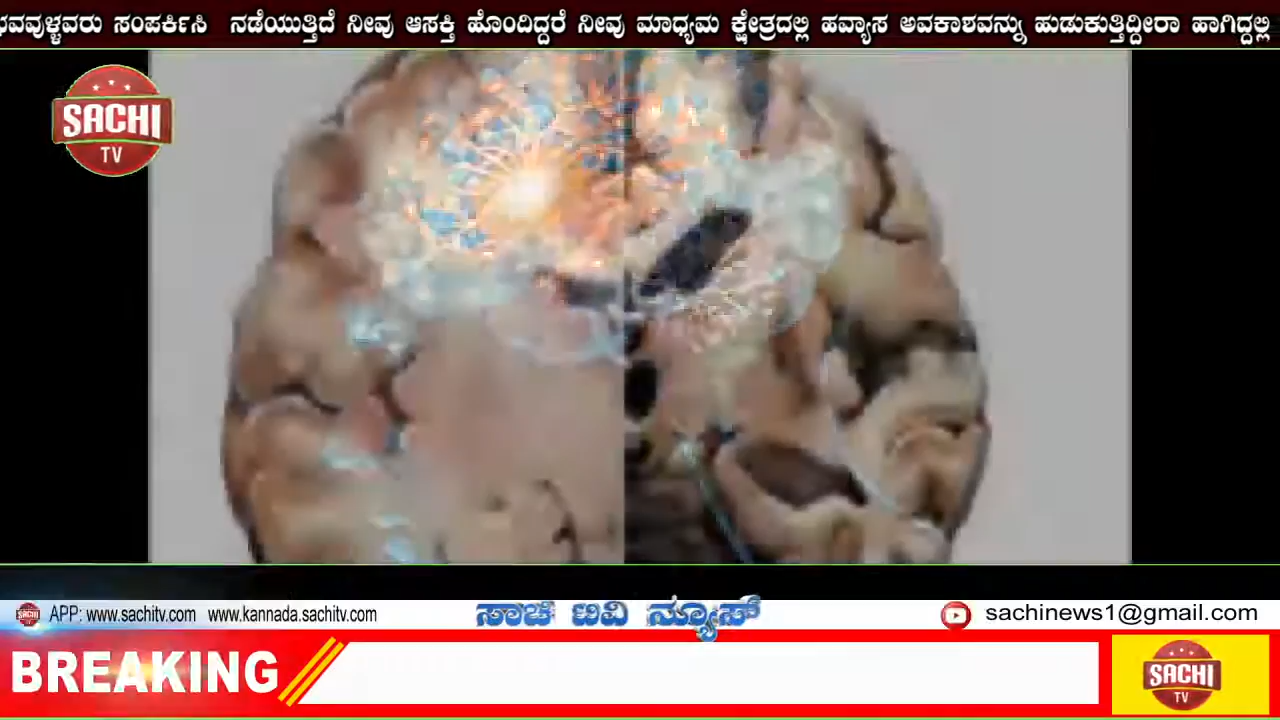 ಭವವುಳ್ಳವರು ಸಂಪರ್ಕಿಸಿ ನಡೆಯುತ್ತಿದೆ ನೀವು ಆಸಕ್ತಿ ಹೊಂದಿದ್ದರೆ ನೀವು ಮಾಧ್ಯಮ ಕ್ಷೇತ್ರದಲ್ಲಿ ಹವ್ಯಾಸ ಅವಕಾಶವನ್ನು ಹುಡುಕುತ್ತಿದ್ದೀರಾ ಹಾಗಿದ್ದಲ್ಲಿ
SACHI
TV
APP: www.sachitv.com www.kannada.sachitv.com
ಸಾಚಿ ಟಿವಿ ನ್ಯೂಸ್
sachinews1@gmail.com
BREAKING
SACHI
TV